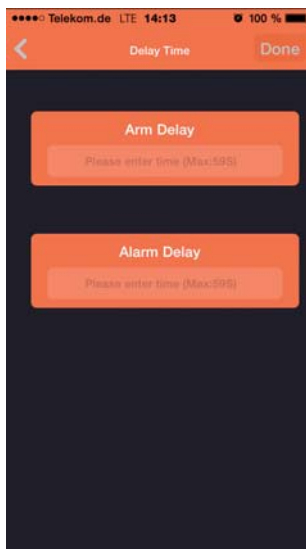 Telekom.de LTE 14:13 100 %
Delay Time Done
Arm Delay
Please enter time (Max:59S)
Alarm Delay
Please enter time (Max:59S)